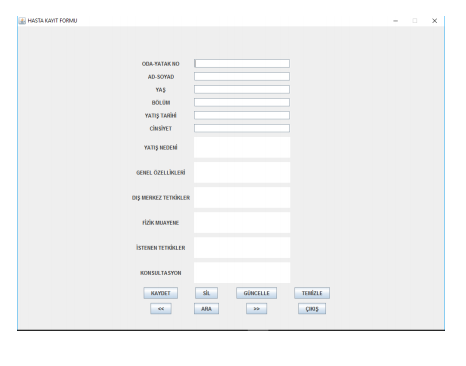 HASTA KAYIT FORMU
ODA-YATAK NO
AD-SOYAD
YAŞ
BÖLÜM
YATIŞ TARİHİ
CİNSİYET
YATIŞ NEDENİ
GENEL ÖZELLİKLERİ
DIŞ MERKEZ TETKİKLER
FİZİK MUAYENE
İSTENEN TETKİKLER
KONSULTASYON
KAYDET SİL GÜNCELLE TEMİZLE
<< ARA >> ÇIKIŞ